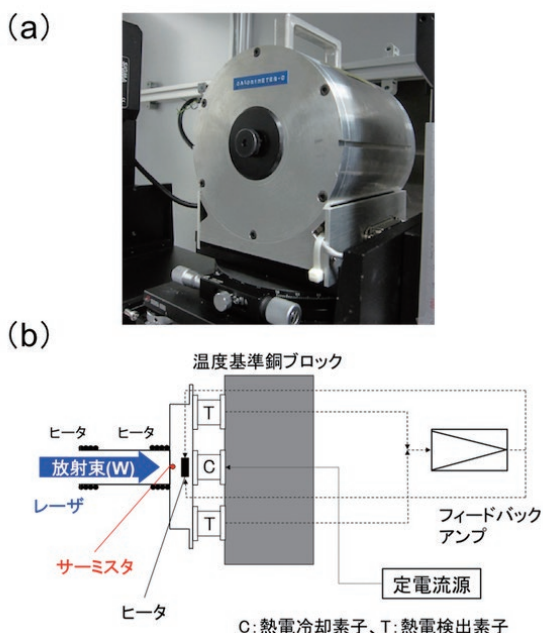 (a)
(b)
温度基準銅ブロック
ヒータ ヒータ
T
放射束(W)
C
レーザ
T
サーミスタ
フィードバック
アンプ
定電流源
ヒータ
C:熱電冷却素子、T:熱電検出素子